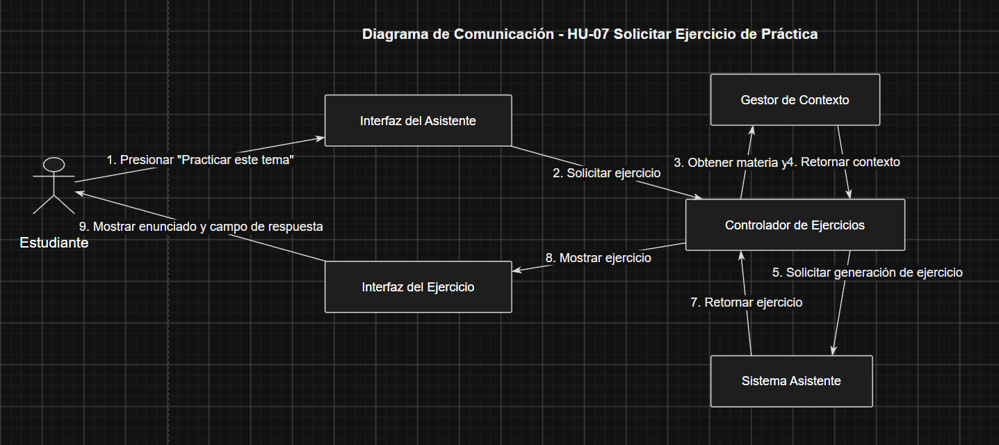 Diagrama de Comunicación - HU-07 Solicitar Ejercicio de Práctica
Gestor de Contexto
Interfaz del Asistente
1. Presionar "Practicar este tema"
2. Solicitar ejercicio
3. Obtener materia y
4. Retornar contexto
Estudiante
Controlador de Ejercicios
9. Mostrar enunciado y campo de respuesta
8. Mostrar ejercicio
5. Solicitar generación de ejercicio
Interfaz del Ejercicio
7. Retornar ejercicio
Sistema Asistente